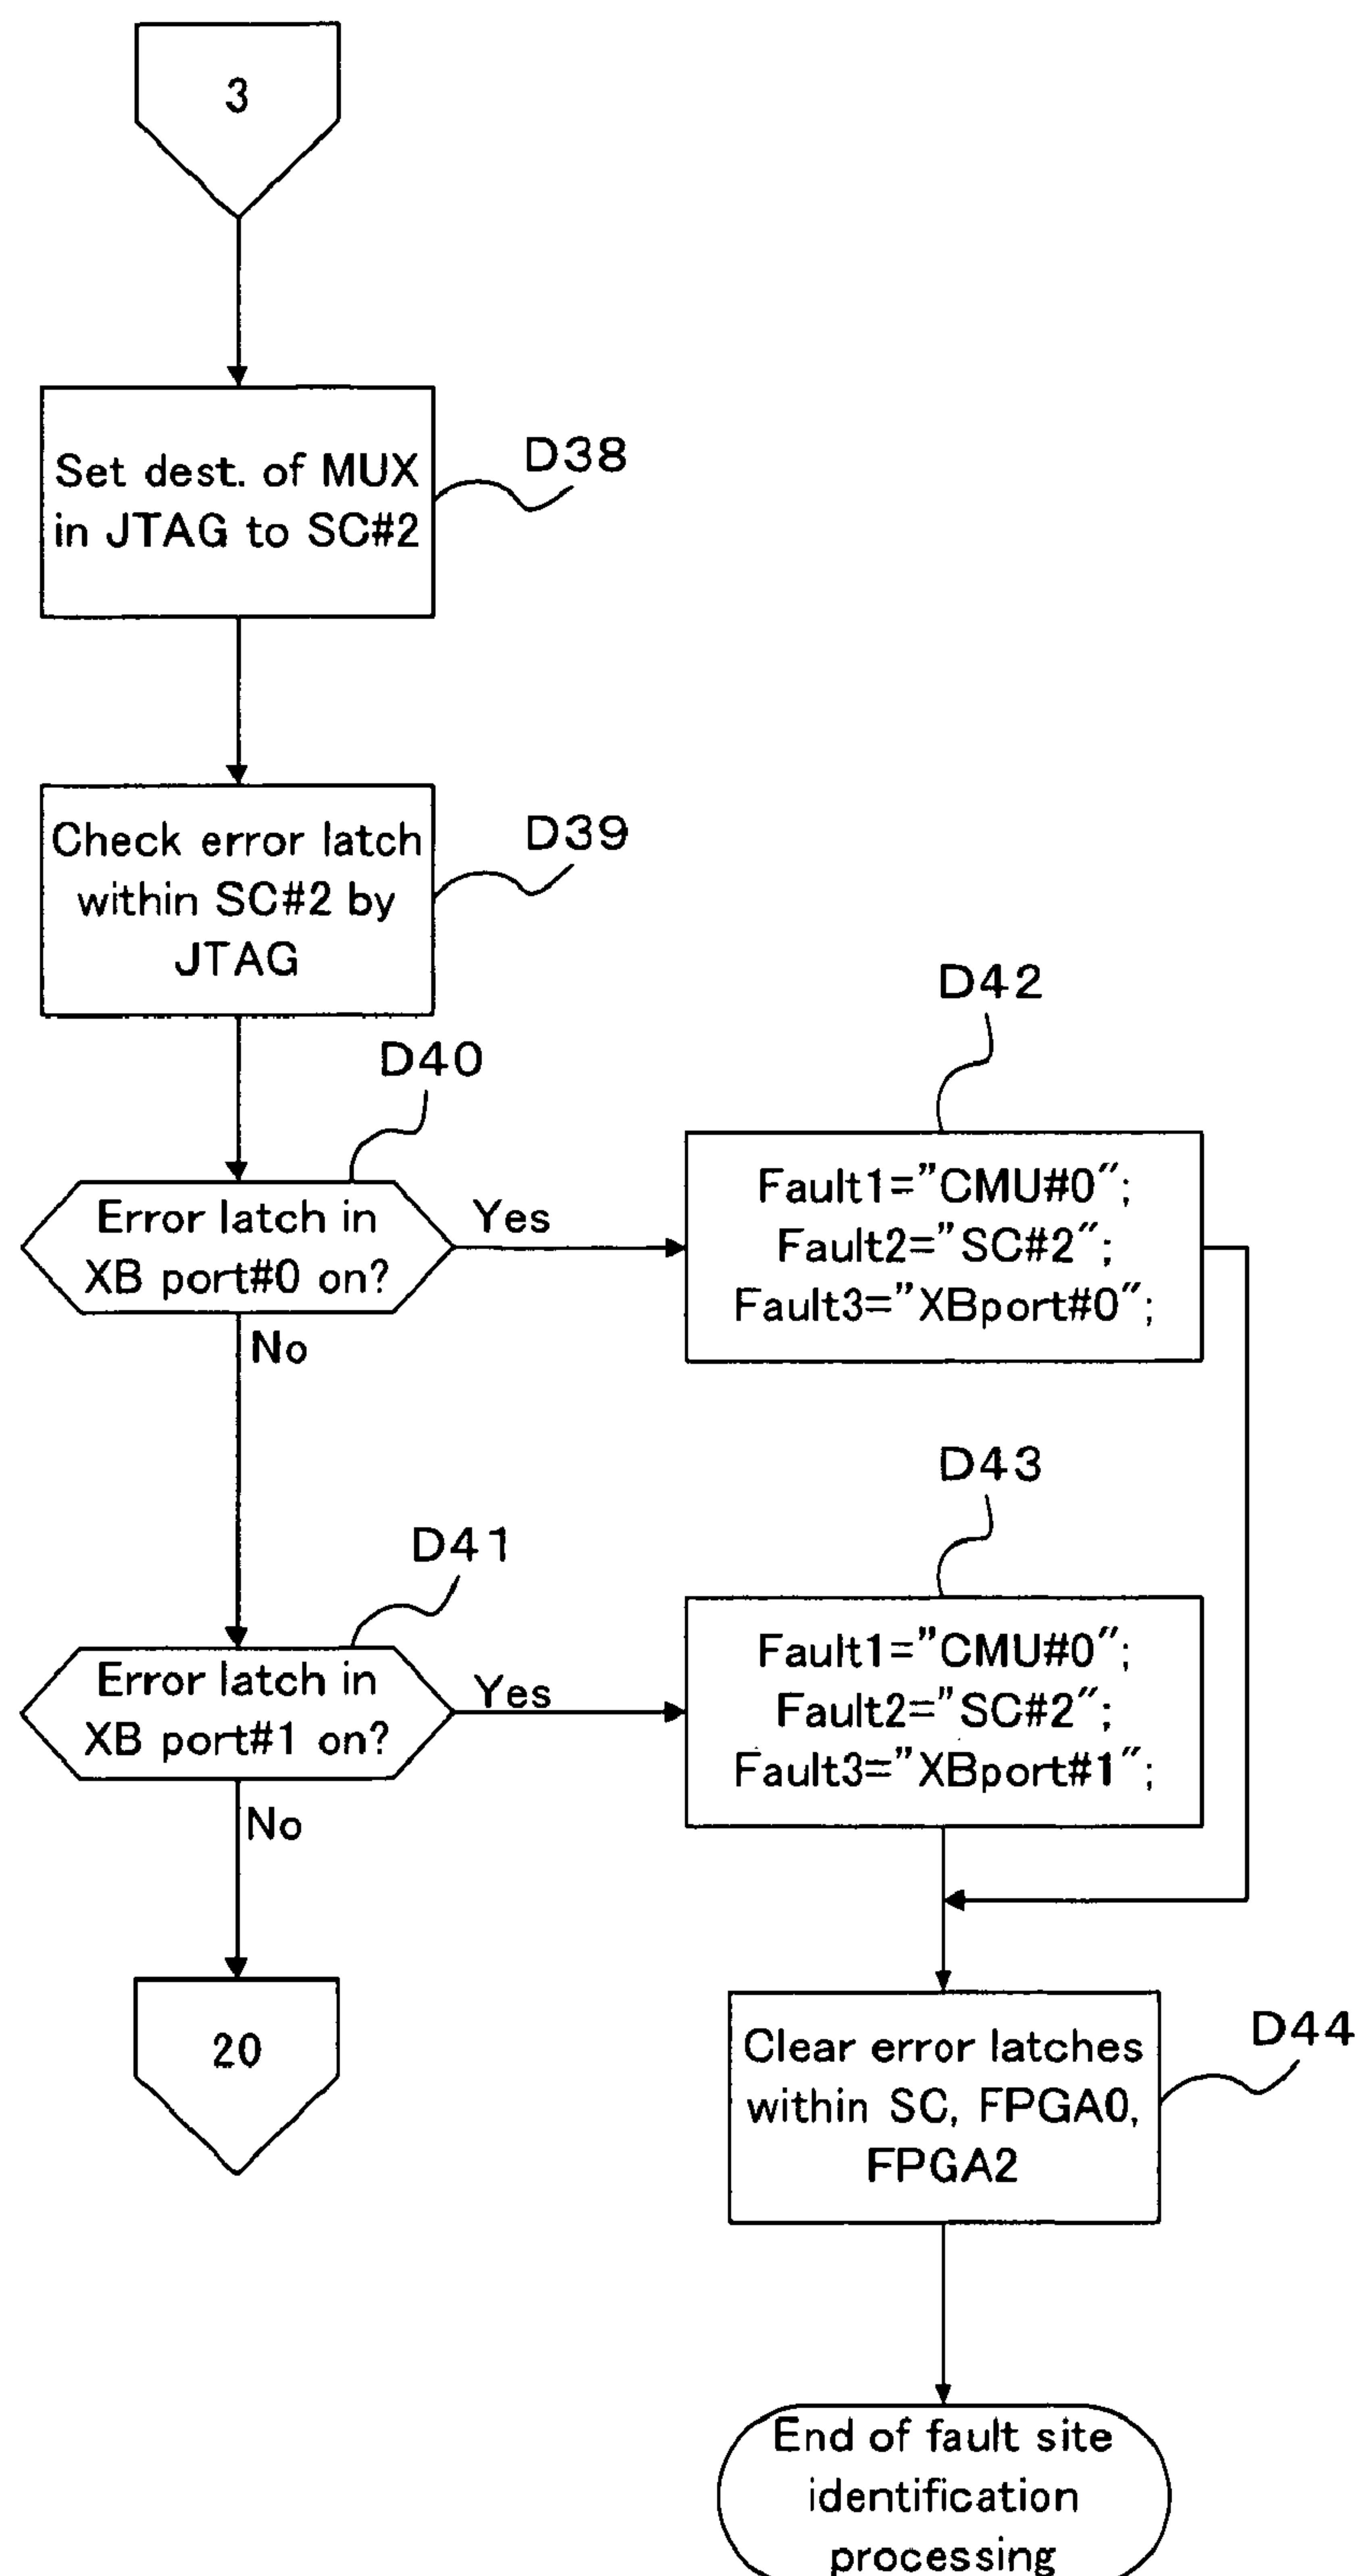 3
Set dest. of MUX
in JTAG to SC#2
D38
Check error latch
within SC#2 by
JTAG
D39
D40
Error latch in
XB port#0 on?
Yes
No
D42
Fault1="CMU#0";
Fault2="SC#2";
Fault3="XBport#0";
D41
Error latch in
XB port#1 on?
Yes
No
D43
Fault1="CMU#0";
Fault2="SC#2";
Fault3="XBport#1";
20
Clear error latches
within SC, FPGA0,
FPGA2
D44
End of fault site
identification
processing